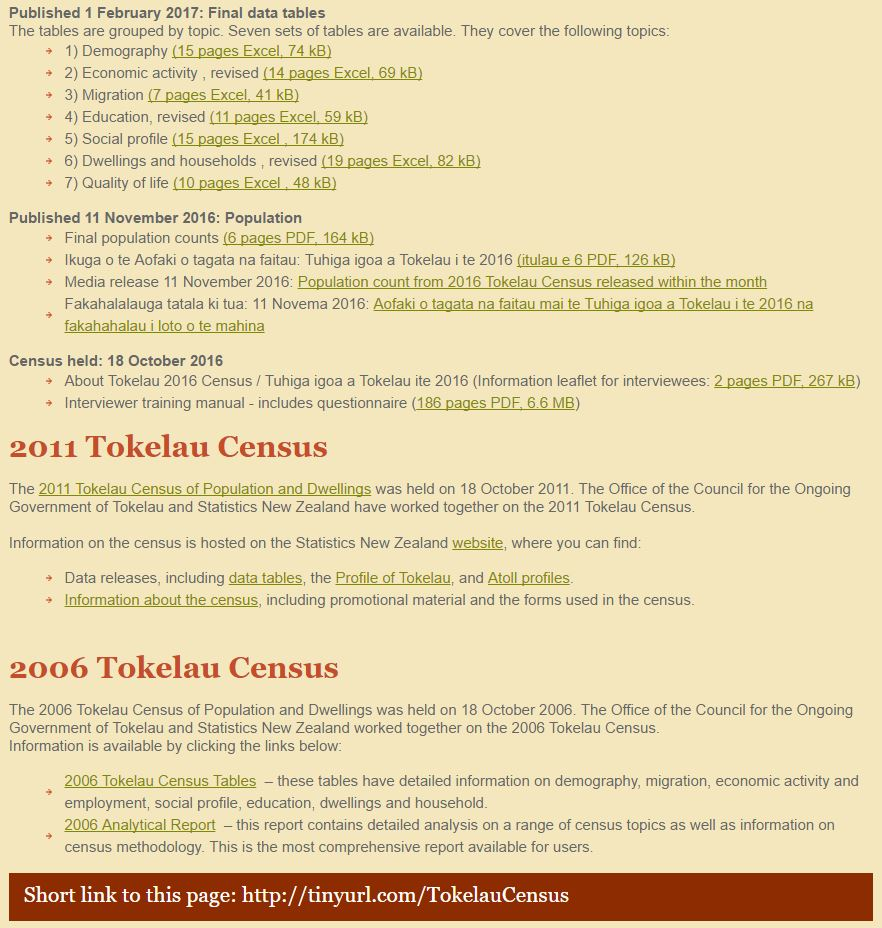 Published 1 February 2017: Final data tables
The tables are grouped by topic. Seven sets of tables are available. They cover the following topics:
1) Demography (15 pages Excel, 74 kB)
2) Economic activity , revised (14 pages Excel, 69 kB)
3) Migration (7 pages Excel, 41 kB)
4) Education, revised (11 pages Excel, 59 kB)
5) Social profile (15 pages Excel , 174 kB)
6) Dwellings and households , revised (19 pages Excel, 82 kB)
7) Quality of life (10 pages Excel , 48 kB)
Published 11 November 2016: Population
Final population counts (6 pages PDF, 164 kB)
Ikuga o te Aofaki o tagata na faitau: Tuhiga igoa a Tokelau i te 2016 (itulau e 6 PDF, 126 kB)
Media release 11 November 2016: Population count from 2016 Tokelau Census released within the month
Fakahalalauga tatala ki tua: 11 Novema 2016: Aofaki o tagata na faitau mai te Tuhiga igoa a Tokelau i te 2016 na
fakahahalau i loto o te mahina
Census held: 18 October 2016
About Tokelau 2016 Census / Tuhiga igoa a Tokelau ite 2016 (Information leaflet for interviewees: 2 pages PDF, 267 kB)
Interviewer training manual - includes questionnaire (186 pages PDF, 6.6 MB)
2011 Tokelau Census
The 2011 Tokelau Census of Population and Dwellings was held on 18 October 2011. The Office of the Council for the Ongoing
Government of Tokelau and Statistics New Zealand have worked together on the 2011 Tokelau Census.
Information on the census is hosted on the Statistics New Zealand website, where you can find:
Data releases, including data tables, the Profile of Tokelau, and Atoll profiles.
Information about the census, including promotional material and the forms used in the census.
2006 Tokelau Census
The 2006 Tokelau Census of Population and Dwellings was held on 18 October 2006. The Office of the Council for the Ongoing
Government of Tokelau and Statistics New Zealand worked together on the 2006 Tokelau Census.
Information is available by clicking the links below:
2006 Tokelau Census Tables – these tables have detailed information on demography, migration, economic activity and
employment, social profile, education, dwellings and household.
2006 Analytical Report – this report contains detailed analysis on a range of census topics as well as information on
census methodology. This is the most comprehensive report available for users.
Short link to this page: http://tinyurl.com/TokelauCensus